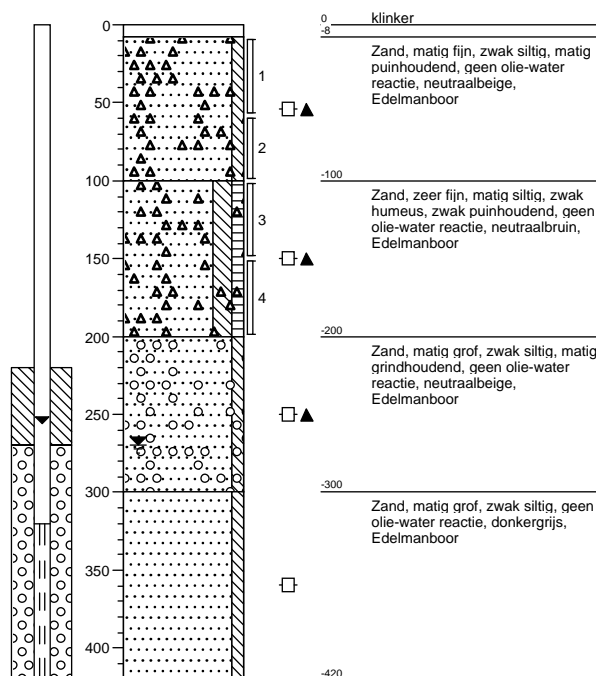 0
0
klinker
-8
Zand, matig fijn, zwak siltig, matig
puinhoudend, geen olie-water
reactie, neutraalbeige,
Edelmanboor
1
50
2
100
-100
Zand, zeer fijn, matig siltig, zwak
humeus, zwak puinhoudend, geen
olie-water reactie, neutraalbruin,
Edelmanboor
3
150
4
200
-200
Zand, matig grof, zwak siltig, matig
grindhoudend, geen olie-water
reactie, neutraalbeige,
Edelmanboor
250
300
-300
Zand, matig grof, zwak siltig, geen
olie-water reactie, donkergrijs,
Edelmanboor
350
400
-420